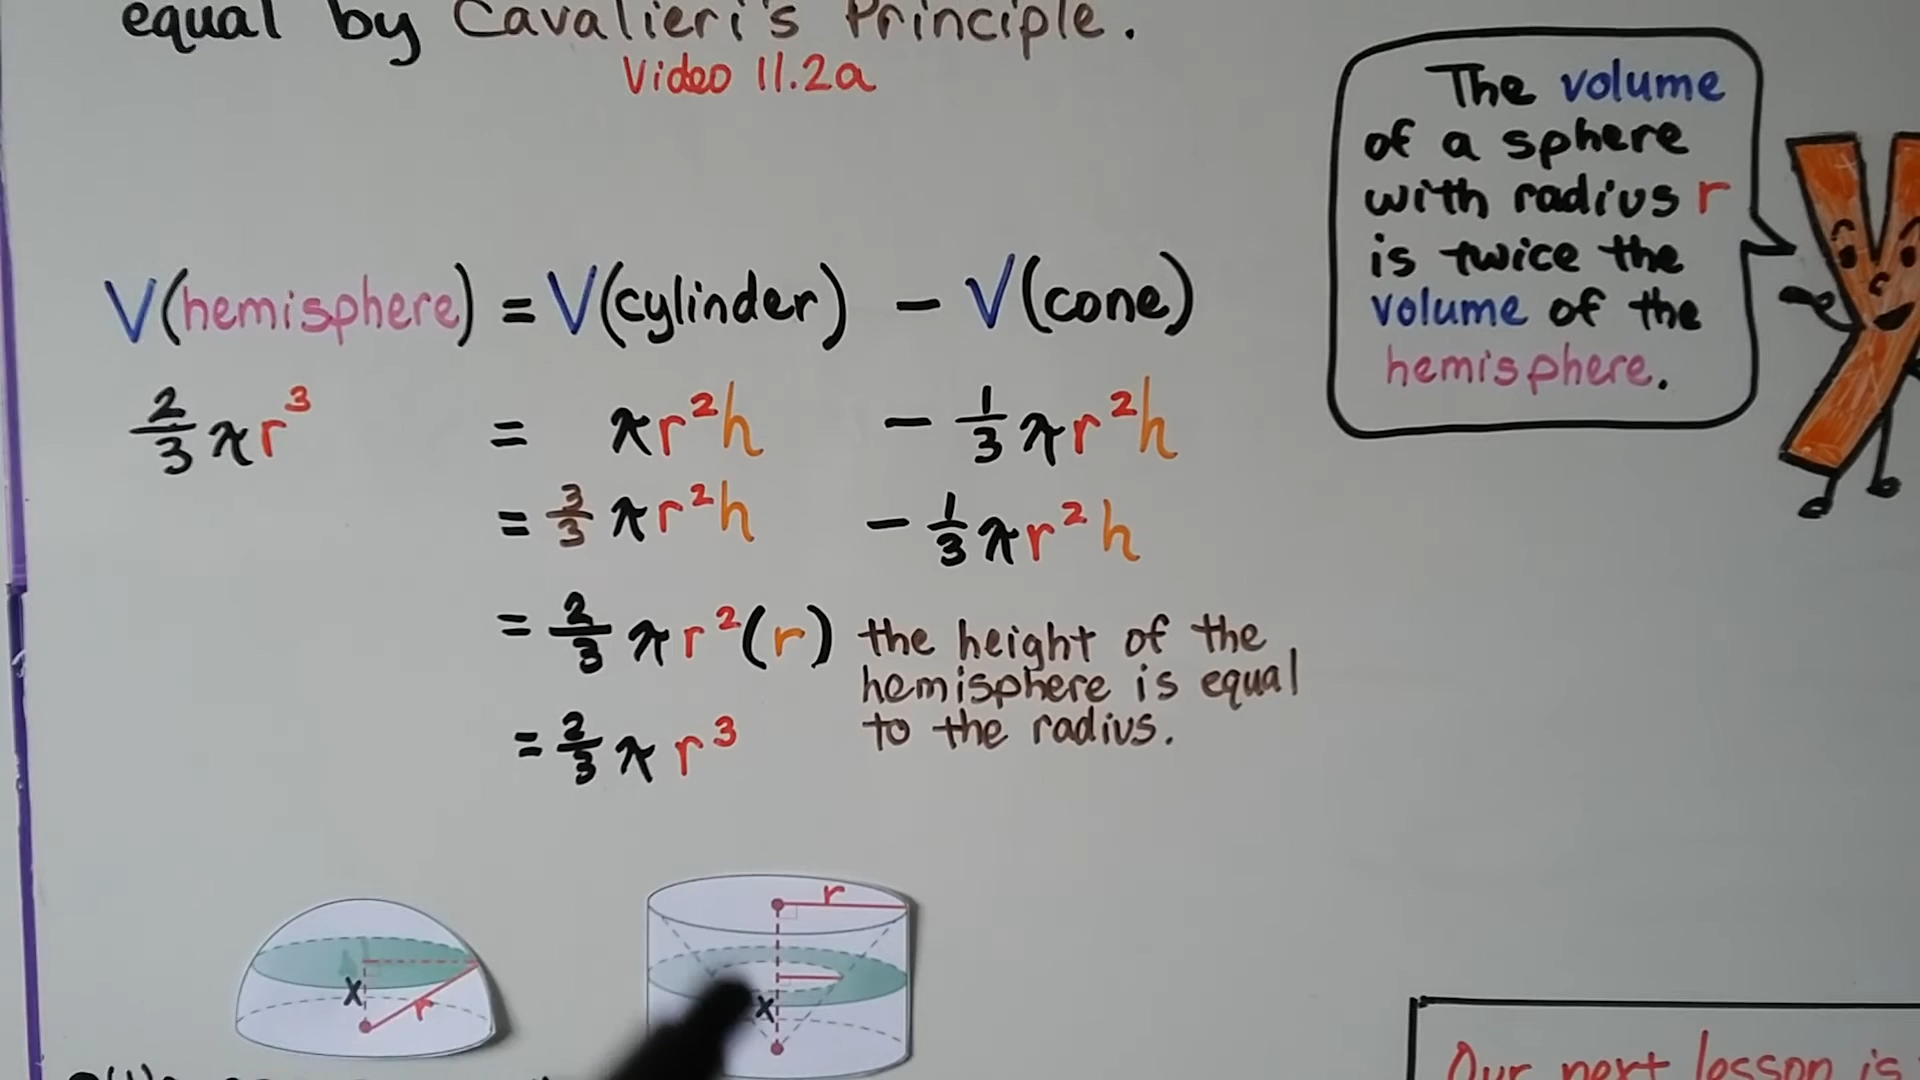 equal by Cavalieri's Principle.
Video 11.2a
The volume
of a sphere
with radius r
is twice the
volume of the
hemisphere.
V(hemisphere) = V(cylinder) - V(cone)
2/3 πr³ = πr²h - 1/3 πr²h
= 3/3 πr²h - 1/3 πr²h
= 2/3 πr²(r) the height of the
hemisphere is equal
to the radius.
= 2/3 πr³
r
x
r
x
Our next lesson is